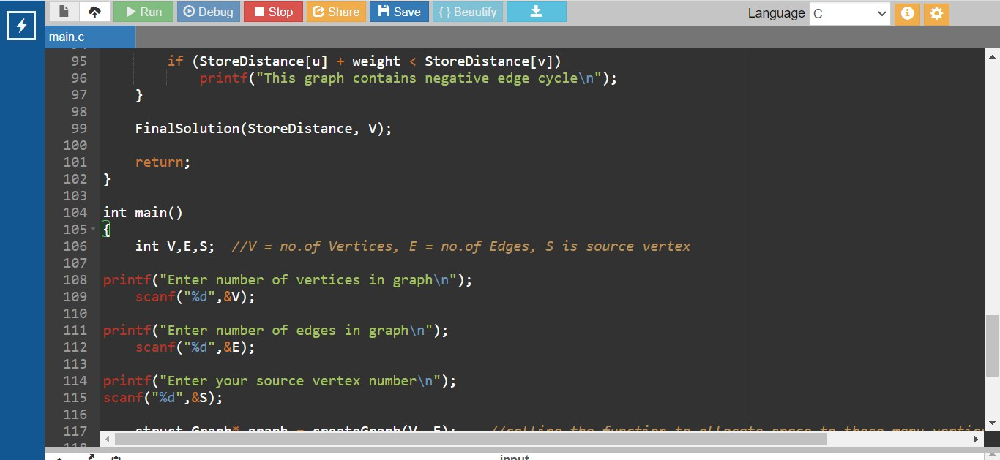 Run Debug Stop Share Save { } Beautify Language C
main.c
95 if (StoreDistance[u] + weight < StoreDistance[v])
96 printf("This graph contains negative edge cycle\n");
97 }
98
99 FinalSolution(StoreDistance, V);
100
101 return;
102 }
103
104 int main()
105 {
106 int V,E,S; //V = no.of Vertices, E = no.of Edges, S is source vertex
107
108 printf("Enter number of vertices in graph\n");
109 scanf("%d",&V);
110
111 printf("Enter number of edges in graph\n");
112 scanf("%d",&E);
113
114 printf("Enter your source vertex number\n");
115 scanf("%d",&S);
116
117 struct Graph* graph = createGraph(V, E); //calling the function to allocate space to these many
118
input